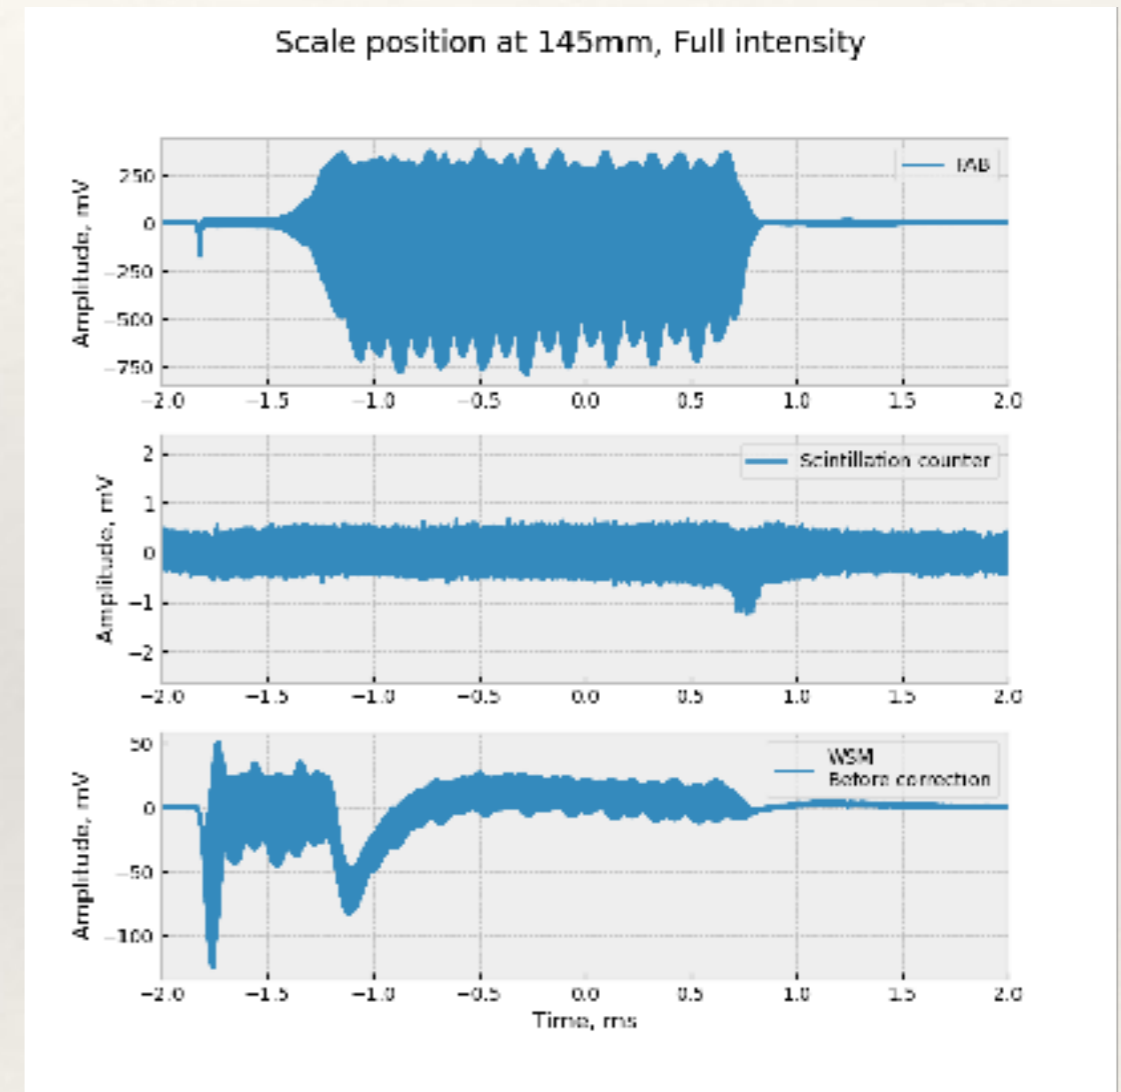 Scale position at 145mm, Full intensity
250
0
−250
−500
−750
Amplitude, mV
−2.0 −1.5 −1.0 −0.5 0.0 0.5 1.0 1.5 2.0
2
1
0
−1
−2
Amplitude, mV
Scintillation counter
−2.0 −1.5 −1.0 −0.5 0.0 0.5 1.0 1.5 2.0
50
0
−50
−100
Amplitude, mV
WSM
Before correction
−2.0 −1.5 −1.0 −0.5 0.0 0.5 1.0 1.5 2.0
Time, ms